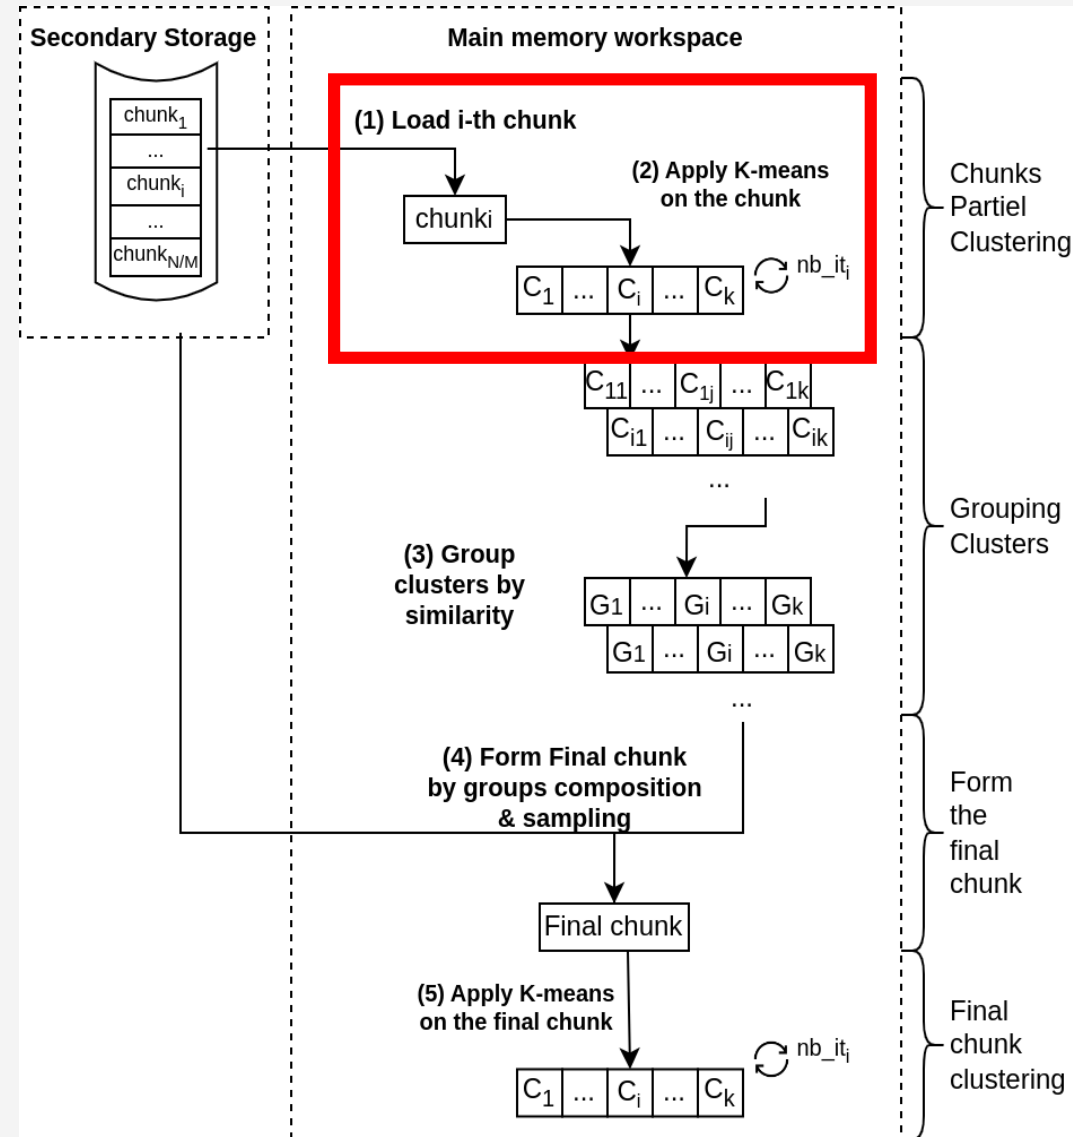 Secondary Storage
Main memory workspace
chunk₁
...
chunkᵢ
...
chunk_N/M
(1) Load i-th chunk
chunki
(2) Apply K-means
on the chunk
C₁ ... Cᵢ ... Cₖ
nb_itᵢ
Chunks
Partiel
Clustering
C₁₁ ... C₁ⱼ ... C₁ₖ
Cᵢ₁ ... Cᵢⱼ ... Cᵢₖ
...
(3) Group
clusters by
similarity
G1 ... Gi ... Gk
G1 ... Gi ... Gk
...
Grouping
Clusters
(4) Form Final chunk
by groups composition
& sampling
Final chunk
Form
the
final
chunk
(5) Apply K-means
on the final chunk
C₁ ... Cᵢ ... Cₖ
nb_itᵢ
Final
chunk
clustering